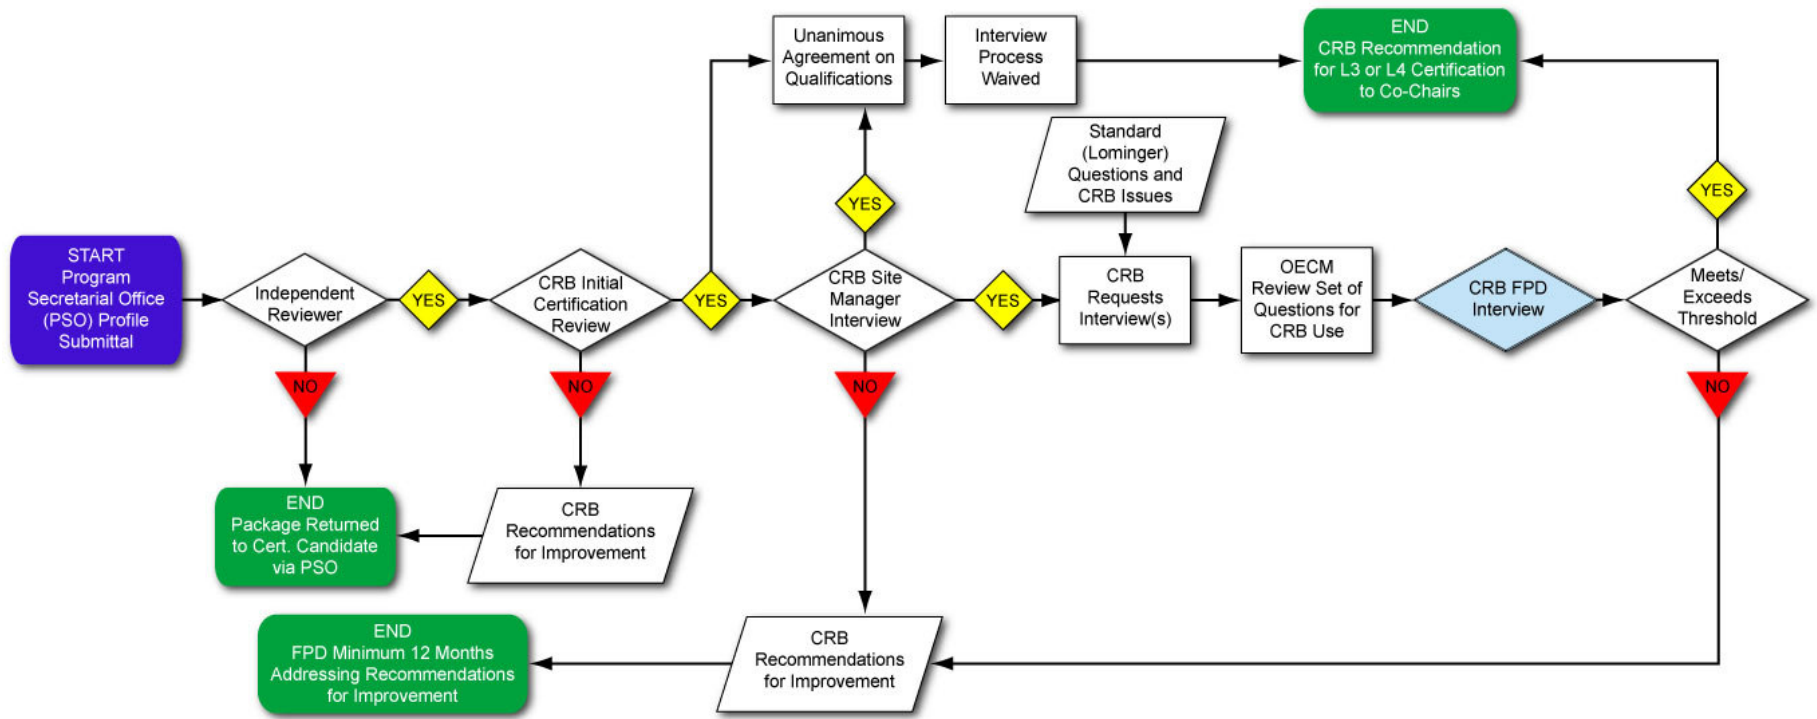 Unanimous
Agreement on
Qualifications
Interview
Process
Waived
END
CRB Recommendation
for L3 or L4 Certification
to Co-Chairs
Standard
(Lominger)
Questions and
CRB Issues
YES
YES
START
Program
Secretarial Office
(PSO) Profile
Submittal
Independent
Reviewer
YES
CRB Initial
Certification
Review
YES
CRB Site
Manager
Interview
YES
CRB
Requests
Interview(s)
OECM
Review Set of
Questions for
CRB Use
CRB FPD
Interview
Meets/
Exceeds
Threshold
NO
NO
NO
NO
END
Package Returned
to Cert. Candidate
via PSO
CRB
Recommendations
for Improvement
END
FPD Minimum 12 Months
Addressing Recommendations
for Improvement
CRB
Recommendations
for Improvement